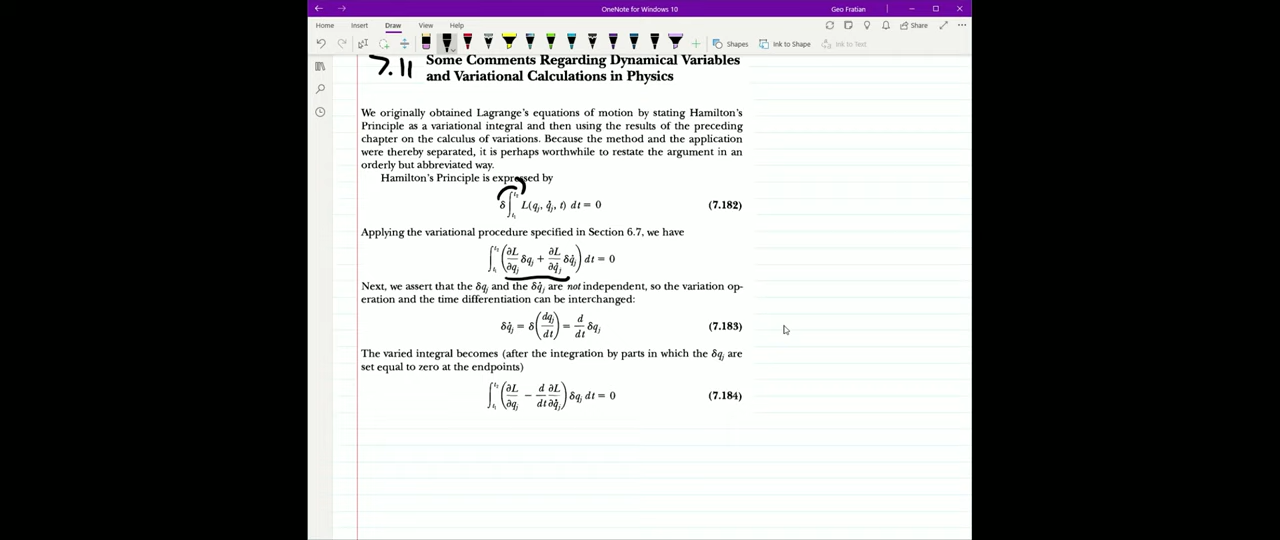 OneNote for Windows 10
Geo Fratian
Home Insert Draw View Help
Share
Shapes Ink to Shape Ink to Text
7.11 Some Comments Regarding Dynamical Variables
and Variational Calculations in Physics
We originally obtained Lagrange's equations of motion by stating Hamilton's
Principle as a variational integral and then using the results of the preceding
chapter on the calculus of variations. Because the method and the application
were thereby separated, it is perhaps worthwhile to restate the argument in an
orderly but abbreviated way.
Hamilton's Principle is expressed by
δ∫_{t₁}^{t₂} L(q_j, q̇_j, t) dt = 0 (7.182)
Applying the variational procedure specified in Section 6.7, we have
∫_{t₁}^{t₂} (∂L/∂q_j δq_j + ∂L/∂q̇_j δq̇_j) dt = 0
Next, we assert that the δq_j and the δq̇_j are not independent, so the variation op-
eration and the time differentiation can be interchanged:
δq̇_j = δ(dq_j/dt) = d/dt δq_j (7.183)
The varied integral becomes (after the integration by parts in which the δq_j are
set equal to zero at the endpoints)
∫_{t₁}^{t₂} (∂L/∂q_j − d/dt ∂L/∂q̇_j) δq_j dt = 0 (7.184)